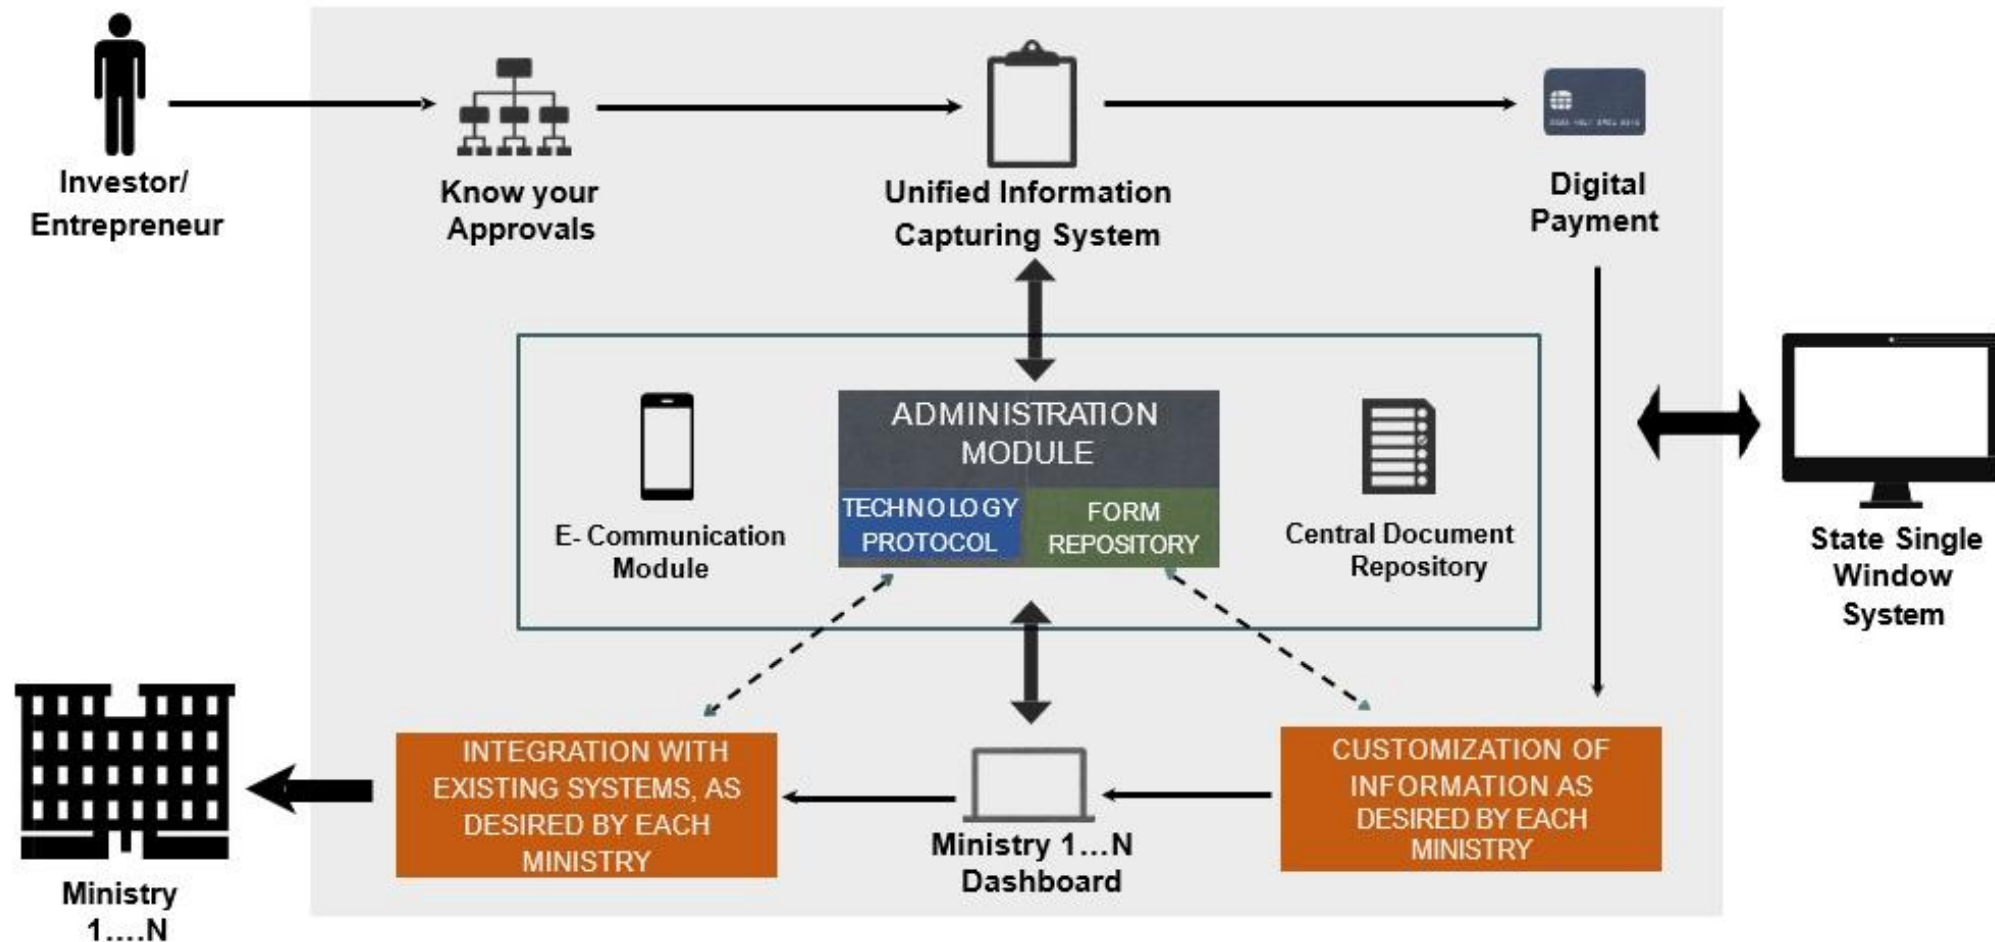 Investor/
Entrepreneur
Know your
Approvals
Unified Information
Capturing System
Digital
Payment
ADMINISTRATION
MODULE
TECHNOLOGY
PROTOCOL
FORM
REPOSITORY
E- Communication
Module
Central Document
Repository
State Single
Window
System
INTEGRATION WITH
EXISTING SYSTEMS, AS
DESIRED BY EACH
MINISTRY
Ministry 1...N
Dashboard
CUSTOMIZATION OF
INFORMATION AS
DESIRED BY EACH
MINISTRY
Ministry
1....N